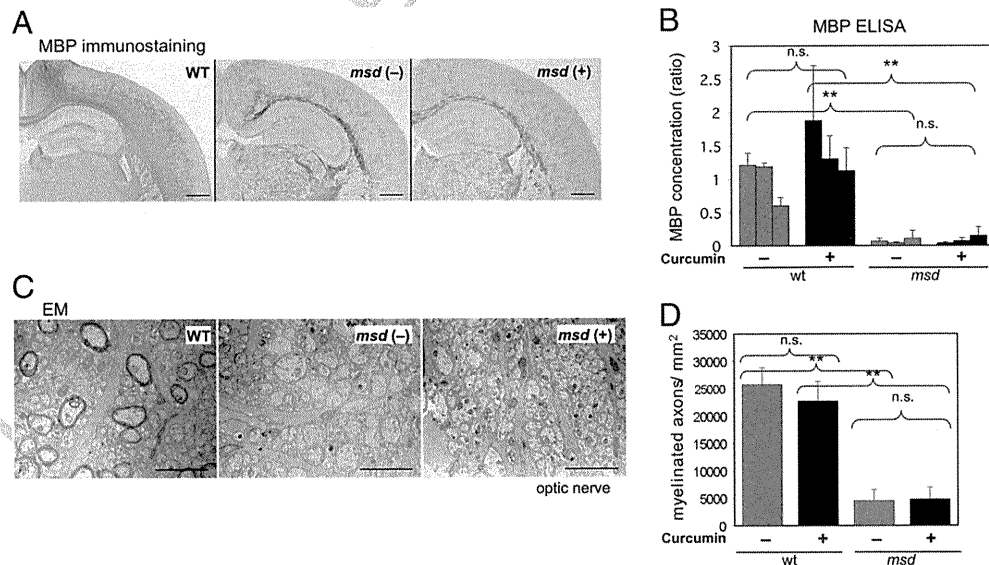 A
MBP immunostaining
WT
msd (–)
msd (+)
B
MBP ELISA
MBP concentration (ratio)
3
2.5
2
1.5
1
0.5
0
n.s.
**
**
n.s.
Curcumin
–
+
–
+
wt
msd
C
EM
WT
msd (–)
msd (+)
optic nerve
D
myelinated axons/ mm2
35000
30000
25000
20000
15000
10000
5000
0
n.s.
**
**
n.s.
Curcumin
–
+
–
+
wt
msd